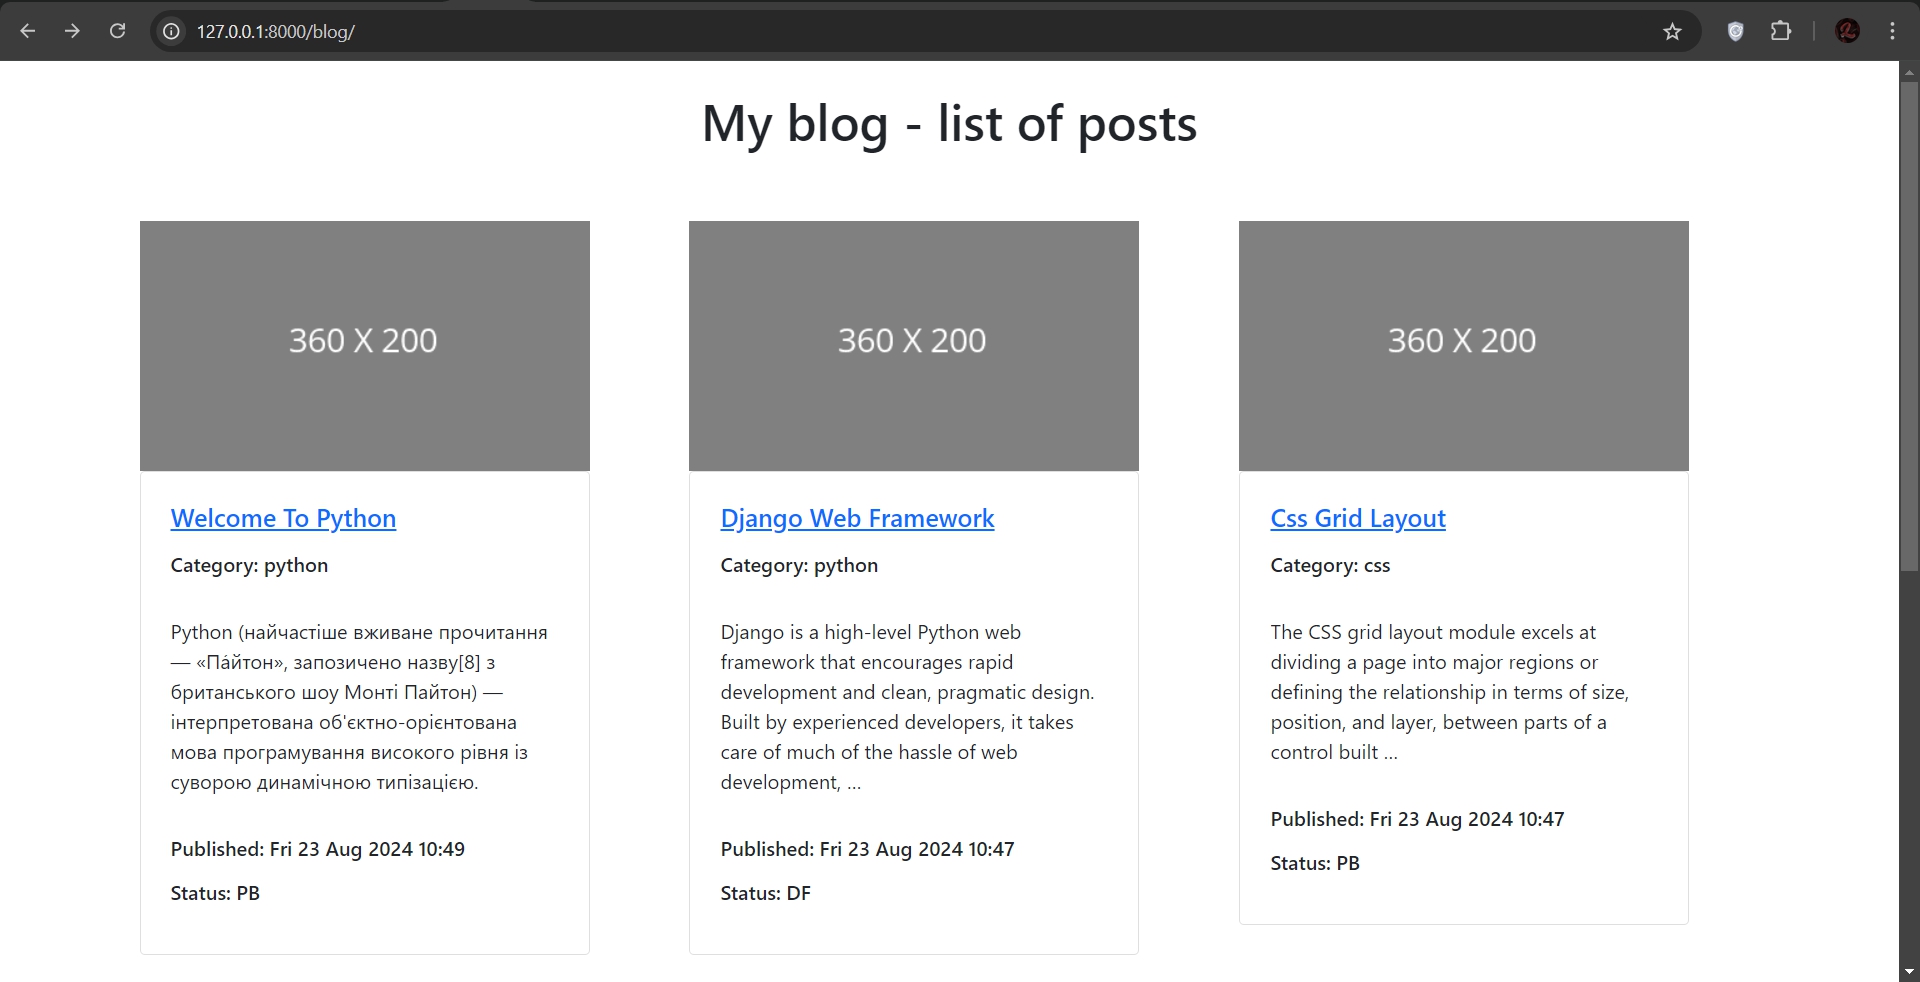 127.0.0.1:8000/blog/
My blog - list of posts
360 X 200
Welcome To Python
Category: python
Python (найчастіше вживане прочитання
— «Па́йтон», запозичено назву[8] з
британського шоу Монті Пайтон) —
інтерпретована об'єктно-орієнтована
мова програмування високого рівня із
суворою динамічною типізацією.
Published: Fri 23 Aug 2024 10:49
Status: PB
360 X 200
Django Web Framework
Category: python
Django is a high-level Python web
framework that encourages rapid
development and clean, pragmatic design.
Built by experienced developers, it takes
care of much of the hassle of web
development, …
Published: Fri 23 Aug 2024 10:47
Status: DF
360 X 200
Css Grid Layout
Category: css
The CSS grid layout module excels at
dividing a page into major regions or
defining the relationship in terms of size,
position, and layer, between parts of a
control built …
Published: Fri 23 Aug 2024 10:47
Status: PB